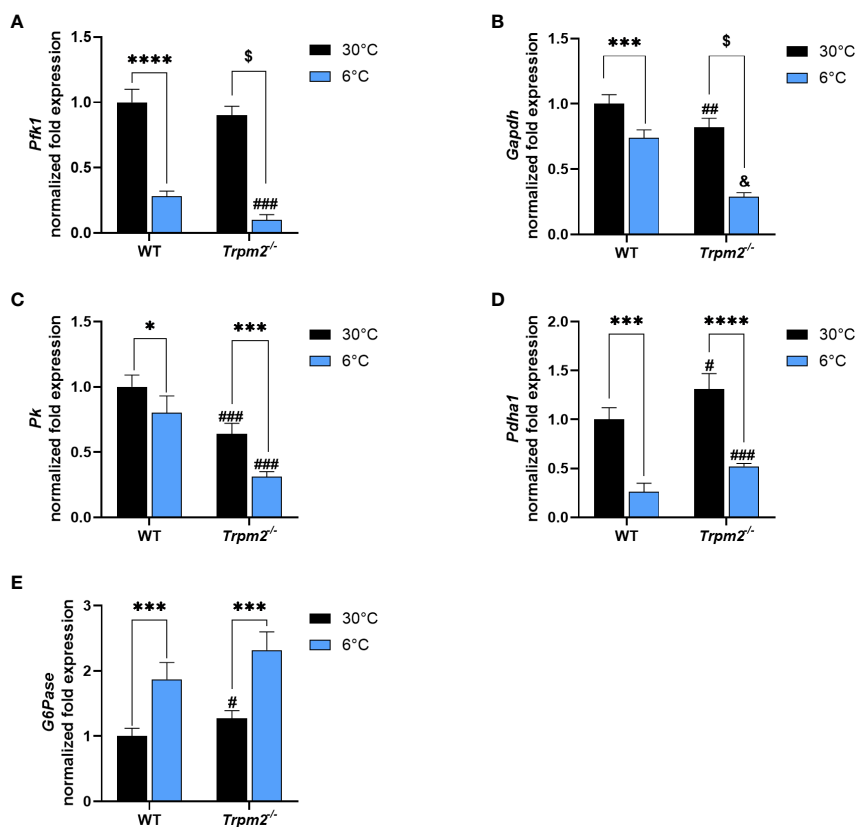 A
Pfk1
normalized fold expression
1.5
1.0
0.5
0.0
****
$
###
WT
Trpm2-/-
30°C
6°C
B
Gapdh
normalized fold expression
1.5
1.0
0.5
0.0
***
$
##
&
WT
Trpm2-/-
30°C
6°C
C
Pk
normalized fold expression
1.5
1.0
0.5
0.0
*
***
###
###
WT
Trpm2-/-
30°C
6°C
D
Pdha1
normalized fold expression
2.0
1.5
1.0
0.5
0.0
***
****
#
###
WT
Trpm2-/-
30°C
6°C
E
G6Pase
normalized fold expression
3
2
1
0
***
***
#
WT
Trpm2-/-
30°C
6°C